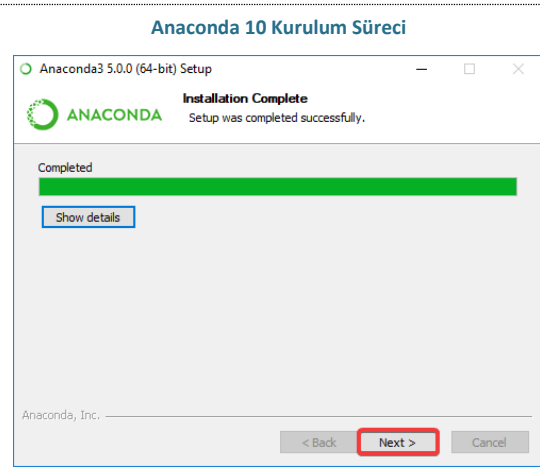 Anaconda 10 Kurulum Süreci
Anaconda3 5.0.0 (64-bit) Setup
ANACONDA
Installation Complete
Setup was completed successfully.
Completed
Show details
Anaconda, Inc.
< Back
Next >
Cancel